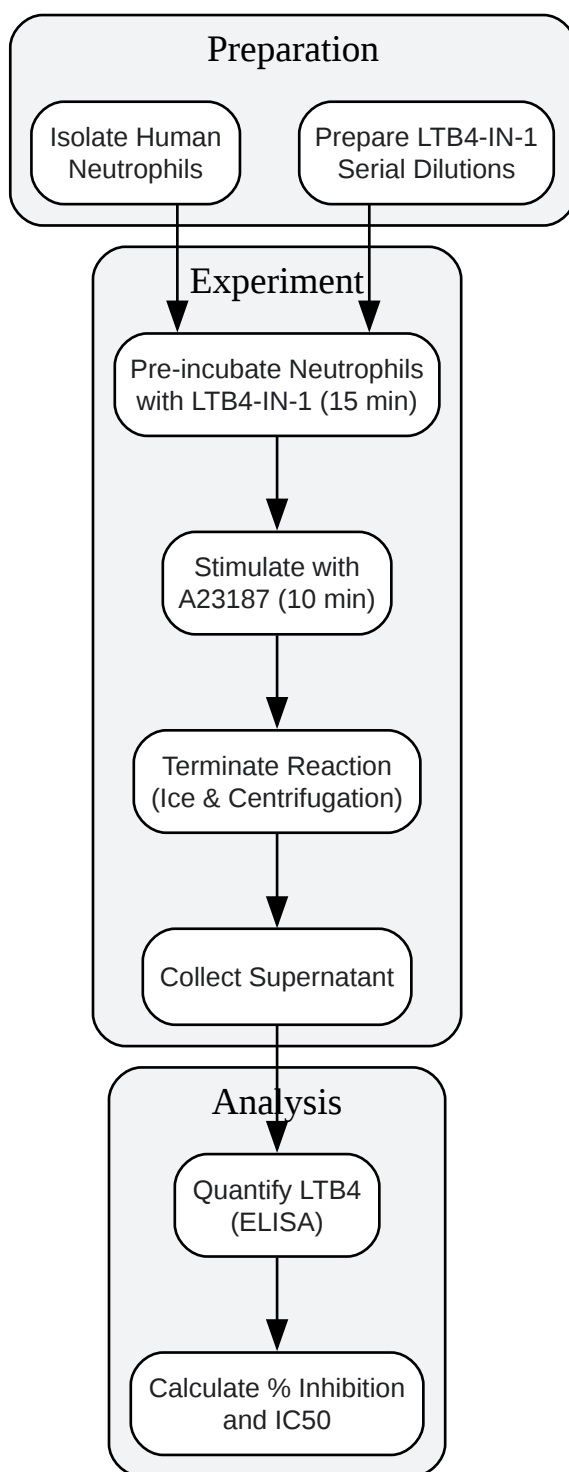 Preparation
Isolate Human
Neutrophils
Prepare LTB4-IN-1
Serial Dilutions
Experiment
Pre-incubate Neutrophils
with LTB4-IN-1 (15 min)
Stimulate with
A23187 (10 min)
Terminate Reaction
(Ice & Centrifugation)
Collect Supernatant
Analysis
Quantify LTB4
(ELISA)
Calculate % Inhibition
and IC50